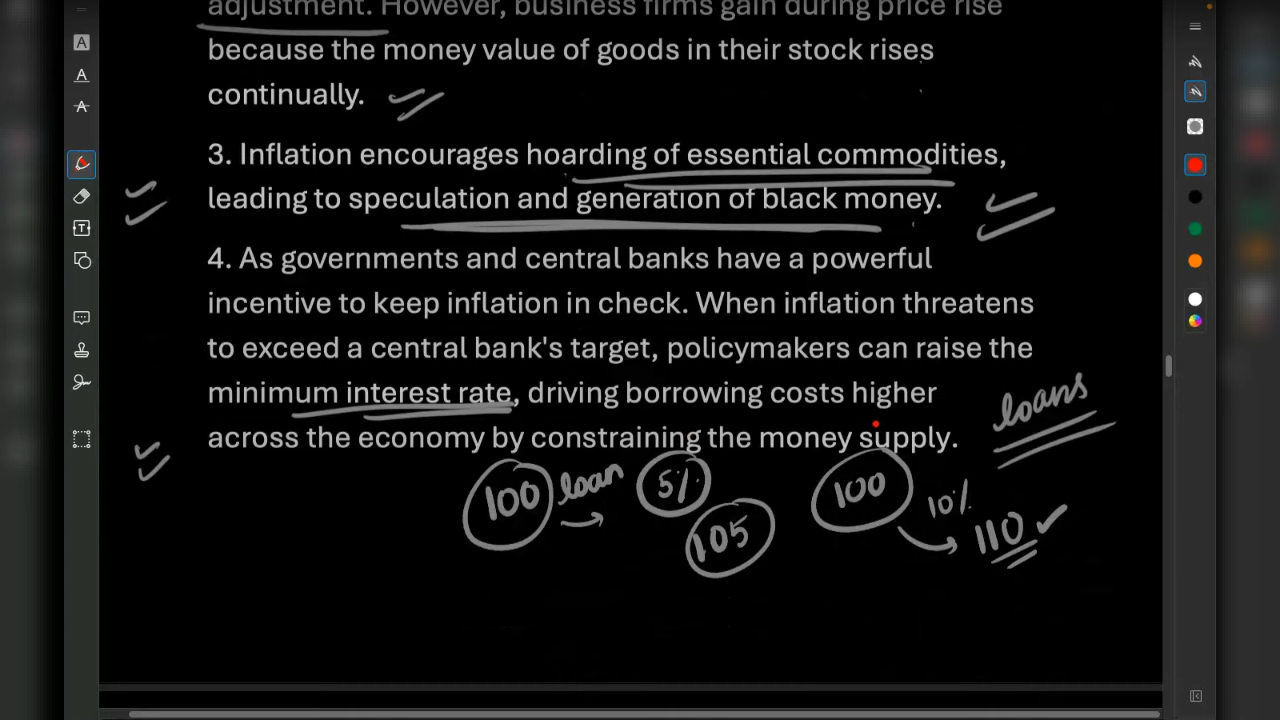 adjustment. However, business firms gain during price rise
because the money value of goods in their stock rises
continually.
3. Inflation encourages hoarding of essential commodities,
leading to speculation and generation of black money.
4. As governments and central banks have a powerful
incentive to keep inflation in check. When inflation threatens
to exceed a central bank's target, policymakers can raise the
minimum interest rate, driving borrowing costs higher
across the economy by constraining the money supply.
loans
100 loan 5% 100 10%
105 110